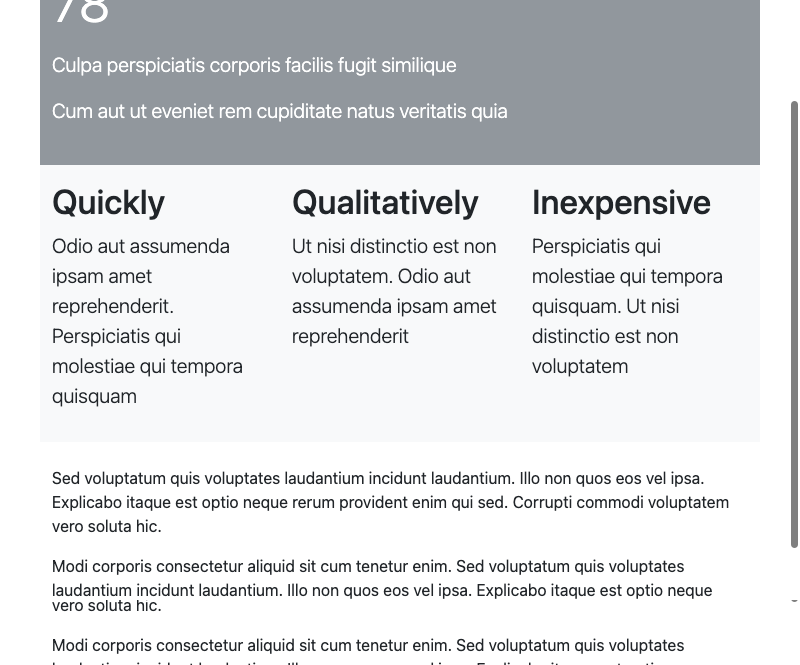 78
Culpa perspiciatis corporis facilis fugit similique
Cum aut ut eveniet rem cupiditate natus veritatis quia
Quickly
Odio aut assumenda
ipsam amet
reprehenderit.
Perspiciatis qui
molestiae qui tempora
quisquam
Qualitatively
Ut nisi distinctio est non
voluptatem. Odio aut
assumenda ipsam amet
reprehenderit
Inexpensive
Perspiciatis qui
molestiae qui tempora
quisquam. Ut nisi
distinctio est non
voluptatem
Sed voluptatum quis voluptates laudantium incidunt laudantium. Illo non quos eos vel ipsa.
Explicabo itaque est optio neque rerum provident enim qui sed. Corrupti commodi voluptatem
vero soluta hic.
Modi corporis consectetur aliquid sit cum tenetur enim. Sed voluptatum quis voluptates
laudantium incidunt laudantium. Illo non quos eos vel ipsa. Explicabo itaque est optio neque
vero soluta hic.
Modi corporis consectetur aliquid sit cum tenetur enim. Sed voluptatum quis voluptates